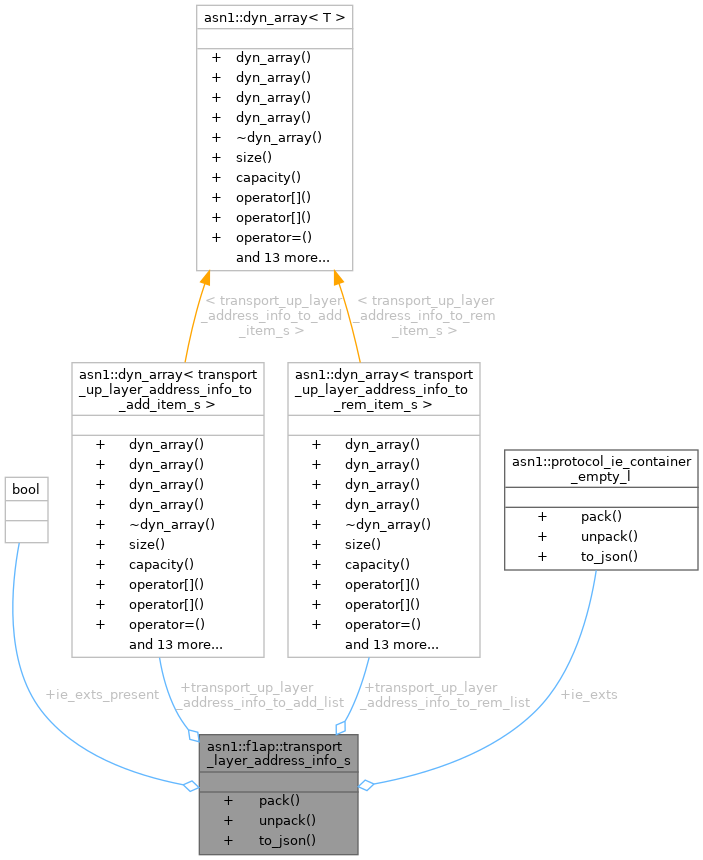 asn1::dyn_array< T >
+ dyn_array()
+ dyn_array()
+ dyn_array()
+ dyn_array()
+ ~dyn_array()
+ size()
+ capacity()
+ operator[]()
+ operator[]()
+ operator=()
and 13 more...
< transport_up_layer
_address_info_to_add
_item_s >
< transport_up_layer
_address_info_to_rem
_item_s >
asn1::dyn_array< transport
_up_layer_address_info_to
_add_item_s >
+ dyn_array()
+ dyn_array()
+ dyn_array()
+ dyn_array()
+ ~dyn_array()
+ size()
+ capacity()
+ operator[]()
+ operator[]()
+ operator=()
and 13 more...
asn1::dyn_array< transport
_up_layer_address_info_to
_rem_item_s >
+ dyn_array()
+ dyn_array()
+ dyn_array()
+ dyn_array()
+ ~dyn_array()
+ size()
+ capacity()
+ operator[]()
+ operator[]()
+ operator=()
and 13 more...
asn1::protocol_ie_container
_empty_l
+ pack()
+ unpack()
+ to_json()
bool
+ie_exts_present
+transport_up_layer
_address_info_to_add_list
+transport_up_layer
_address_info_to_rem_list
+ie_exts
asn1::f1ap::transport
_layer_address_info_s
+ pack()
+ unpack()
+ to_json()